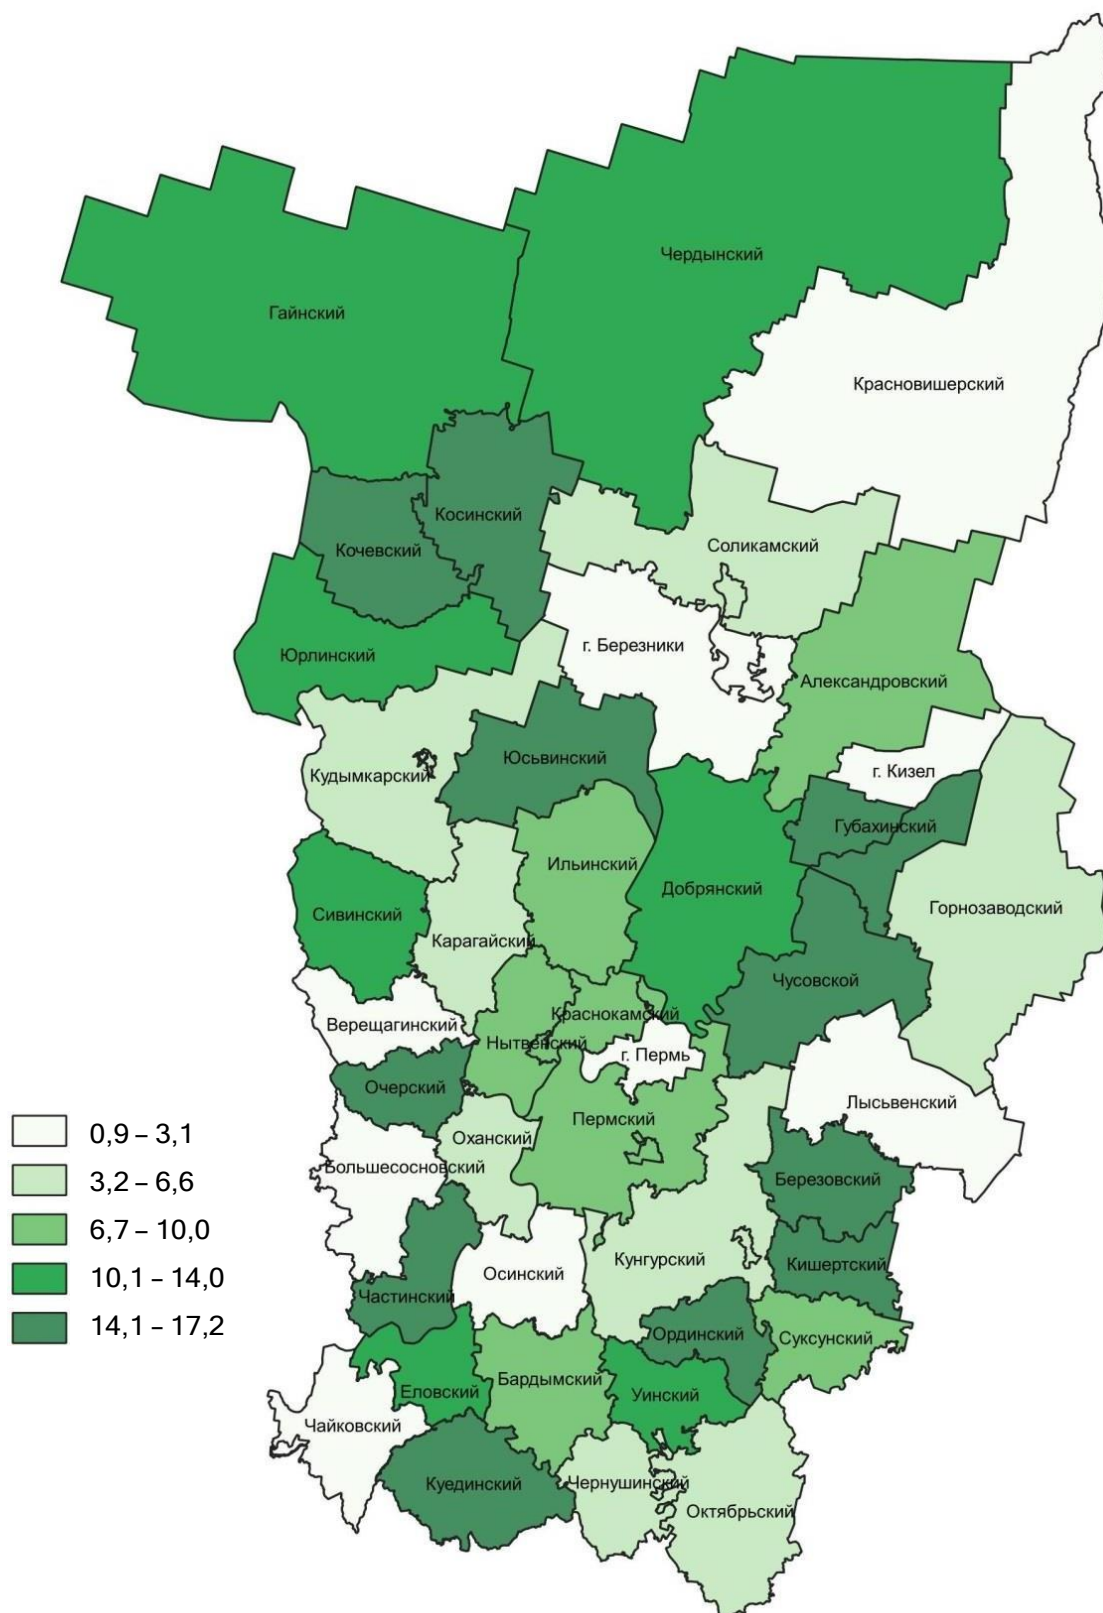 Чердынский
Гайнский
Красновишерский
Косинский
Соликамский
Кочевский
г. Березники
Юрлинский
Александровский
Юсьвинский
г. Кизел
Кудымкарский
Губахинский
Ильинский
Добрянский
Горнозаводский
Сивинский
Карагайский
Чусовской
Краснокамский
Верещагинский
Нытвенский
г. Пермь
Очерский
Лысьвенский
Пермский
Оханский
Большесосновский
Березовский
Кунгурский
Кишертский
Осинский
Частинский
Ординский
Суксунский
Бардымский
Еловский
Уинский
Чайковский
Куединский
Чернушинский
Октябрьский
0,9 – 3,1
3,2 – 6,6
6,7 – 10,0
10,1 – 14,0
14,1 – 17,2